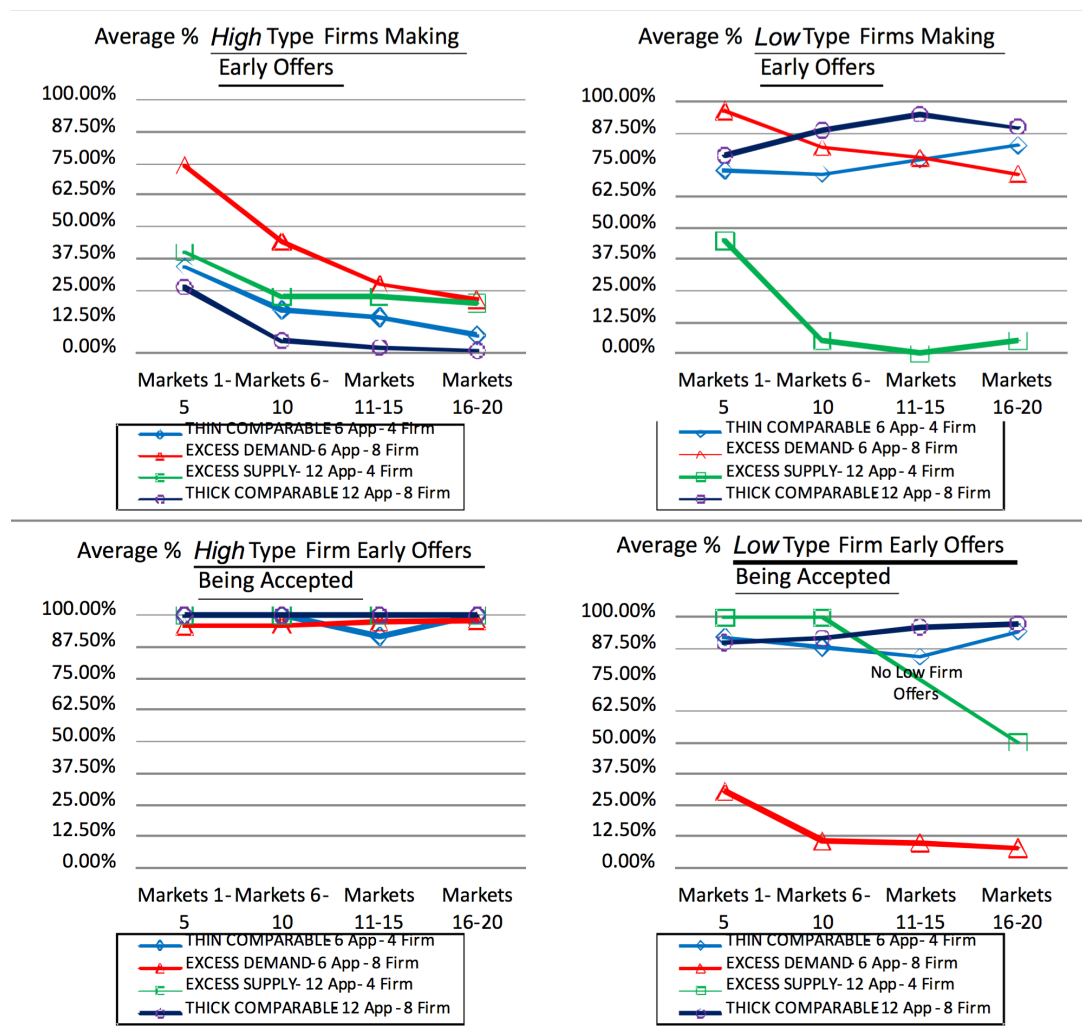 Average % High Type Firms Making
Early Offers
100.00%
87.50%
75.00%
62.50%
50.00%
37.50%
25.00%
12.50%
0.00%
Markets 1-5
Markets 6-10
Markets 11-15
Markets 16-20
THIN COMPARABLE 6 App- 4 Firm
EXCESS DEMAND- 6 App - 8 Firm
EXCESS SUPPLY- 12 App - 4 Firm
THICK COMPARABLE 12 App - 8 Firm
Average % Low Type Firms Making
Early Offers
100.00%
87.50%
75.00%
62.50%
50.00%
37.50%
25.00%
12.50%
0.00%
Markets 1-5
Markets 6-10
Markets 11-15
Markets 16-20
THIN COMPARABLE 6 App- 4 Firm
EXCESS DEMAND- 6 App - 8 Firm
EXCESS SUPPLY- 12 App - 4 Firm
THICK COMPARABLE 12 App - 8 Firm
Average % High Type Firm Early Offers
Being Accepted
100.00%
87.50%
75.00%
62.50%
50.00%
37.50%
25.00%
12.50%
0.00%
Markets 1-5
Markets 6-10
Markets 11-15
Markets 16-20
THIN COMPARABLE 6 App- 4 Firm
EXCESS DEMAND- 6 App - 8 Firm
EXCESS SUPPLY- 12 App - 4 Firm
THICK COMPARABLE 12 App - 8 Firm
Average % Low Type Firm Early Offers
Being Accepted
100.00%
87.50%
75.00%
62.50%
50.00%
37.50%
25.00%
12.50%
0.00%
No Low Firm
Offers
Markets 1-5
Markets 6-10
Markets 11-15
Markets 16-20
THIN COMPARABLE 6 App- 4 Firm
EXCESS DEMAND- 6 App - 8 Firm
EXCESS SUPPLY- 12 App - 4 Firm
THICK COMPARABLE 12 App - 8 Firm